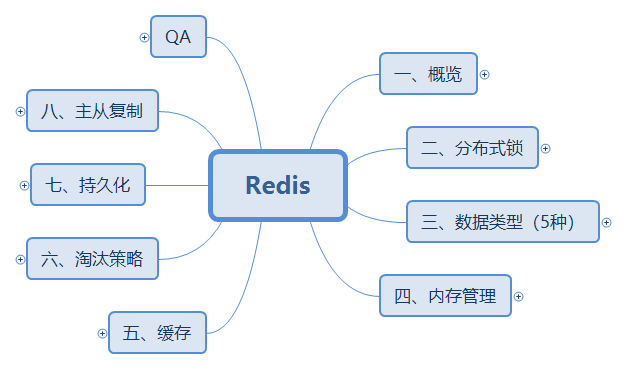 Redis
一、概览
二、分布式锁
三、数据类型（5种）
四、内存管理
五、缓存
六、淘汰策略
七、持久化
八、主从复制
QA